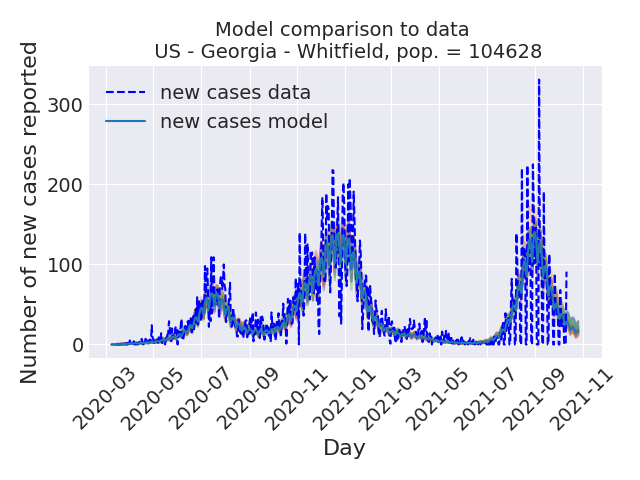 Model comparison to data
US - Georgia - Whitfield, pop. = 104628
Number of new cases reported
new cases data
new cases model
300
200
100
0
2020-03
2020-05
2020-07
2020-09
2020-11
2021-01
2021-03
2021-05
2021-07
2021-09
2021-11
Day